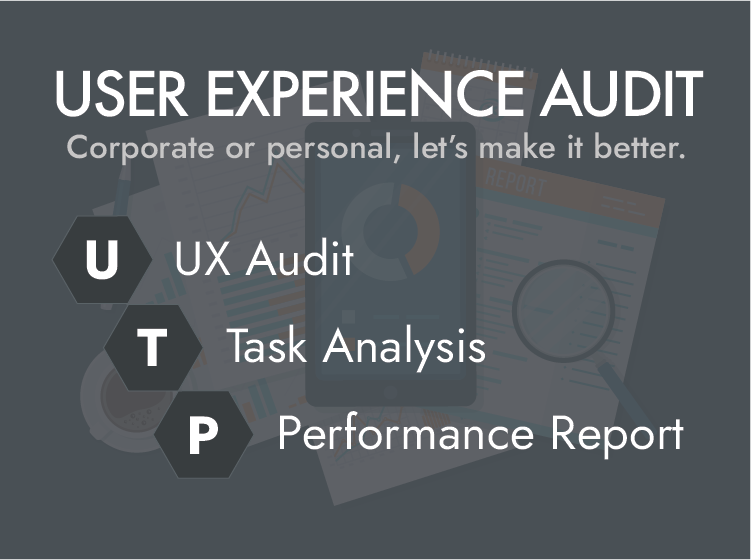 USER EXPERIENCE AUDIT
Corporate or personal, let's make it better.
REPORT
U UX Audit
T Task Analysis
P Performance Report